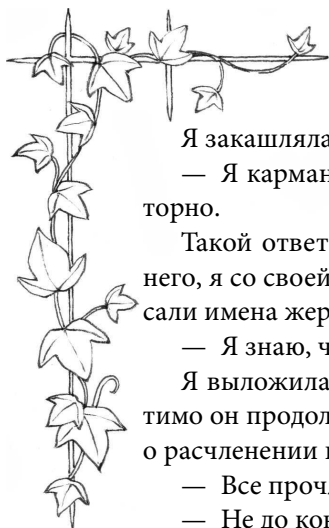 Я закашляла
— Я карман
торно.
Такой ответ
него, я со своей
сали имена жер
— Я знаю, ч
Я выложила
тимо он продол
о расчленении и
— Все проч
— Не до кон